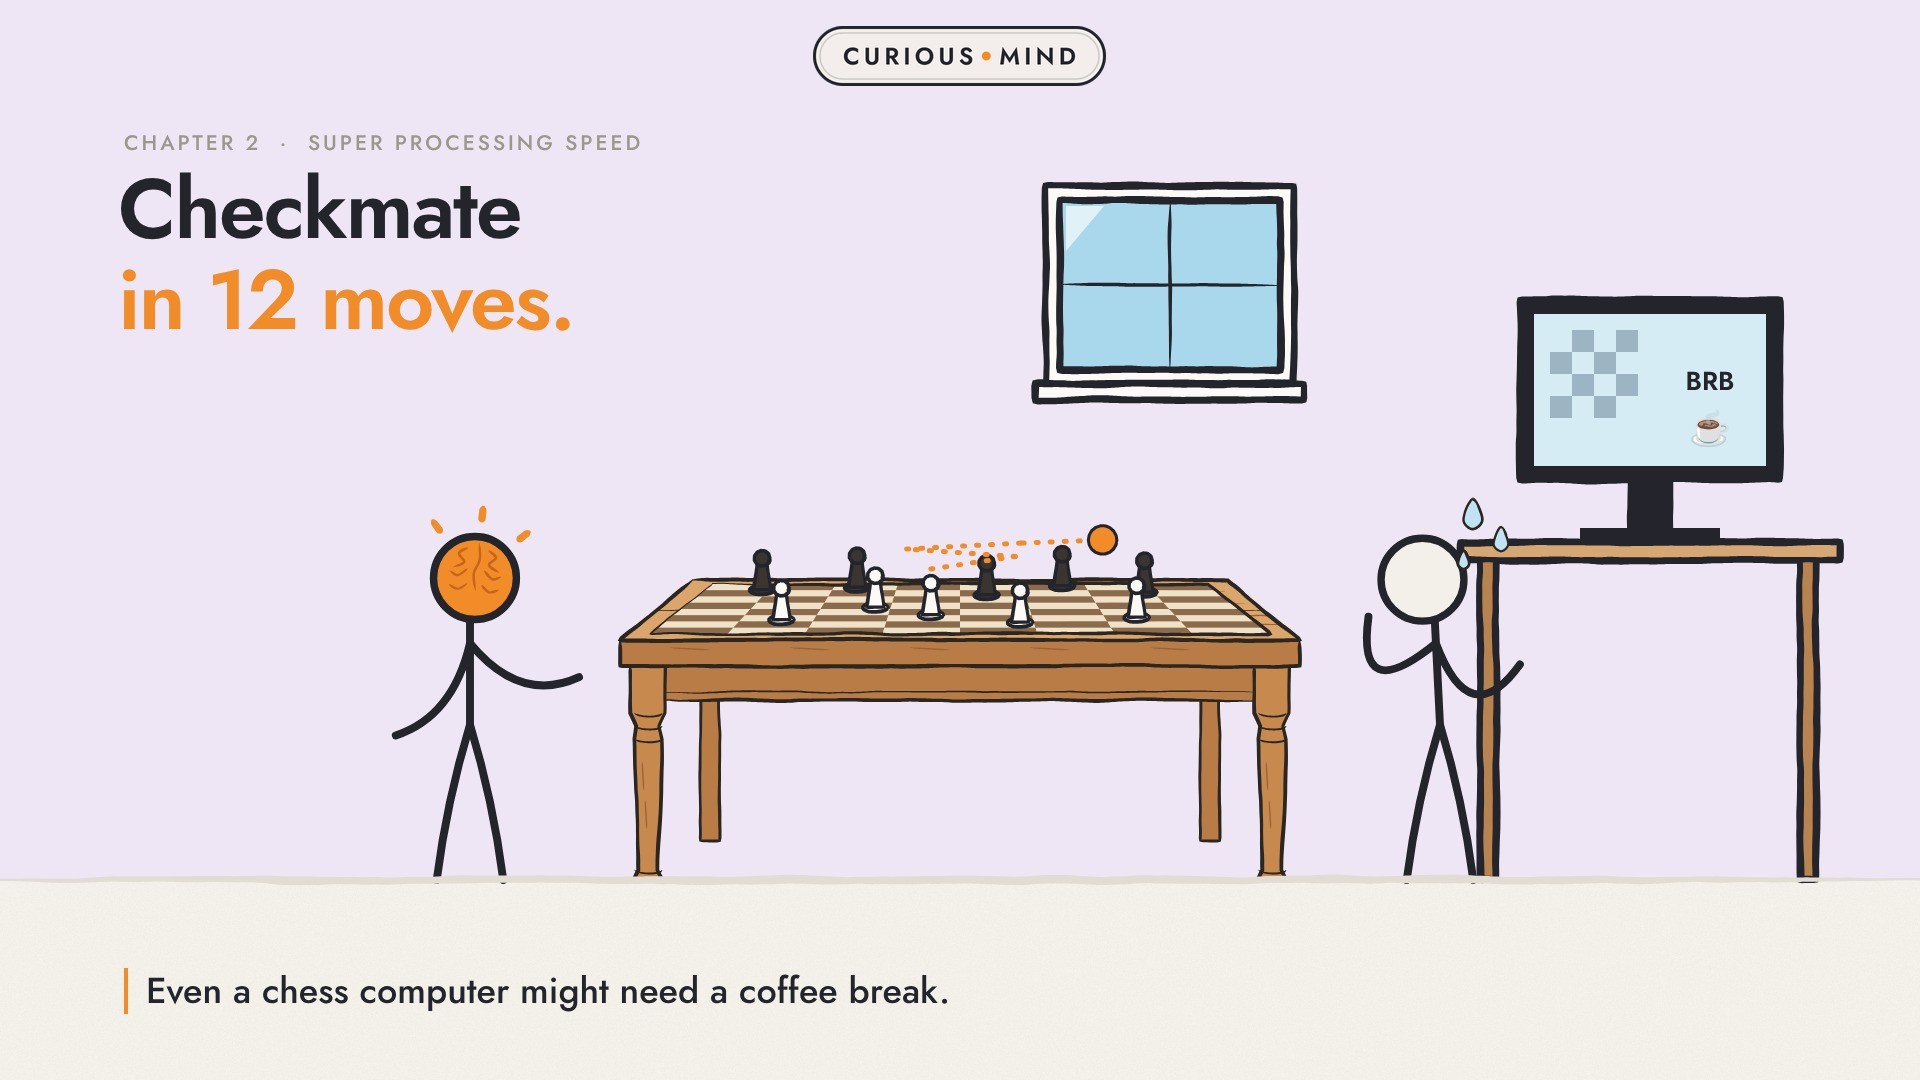 CURIOUS • MIND
CHAPTER 2 · SUPER PROCESSING SPEED
Checkmate
in 12 moves.
BRB
Even a chess computer might need a coffee break.